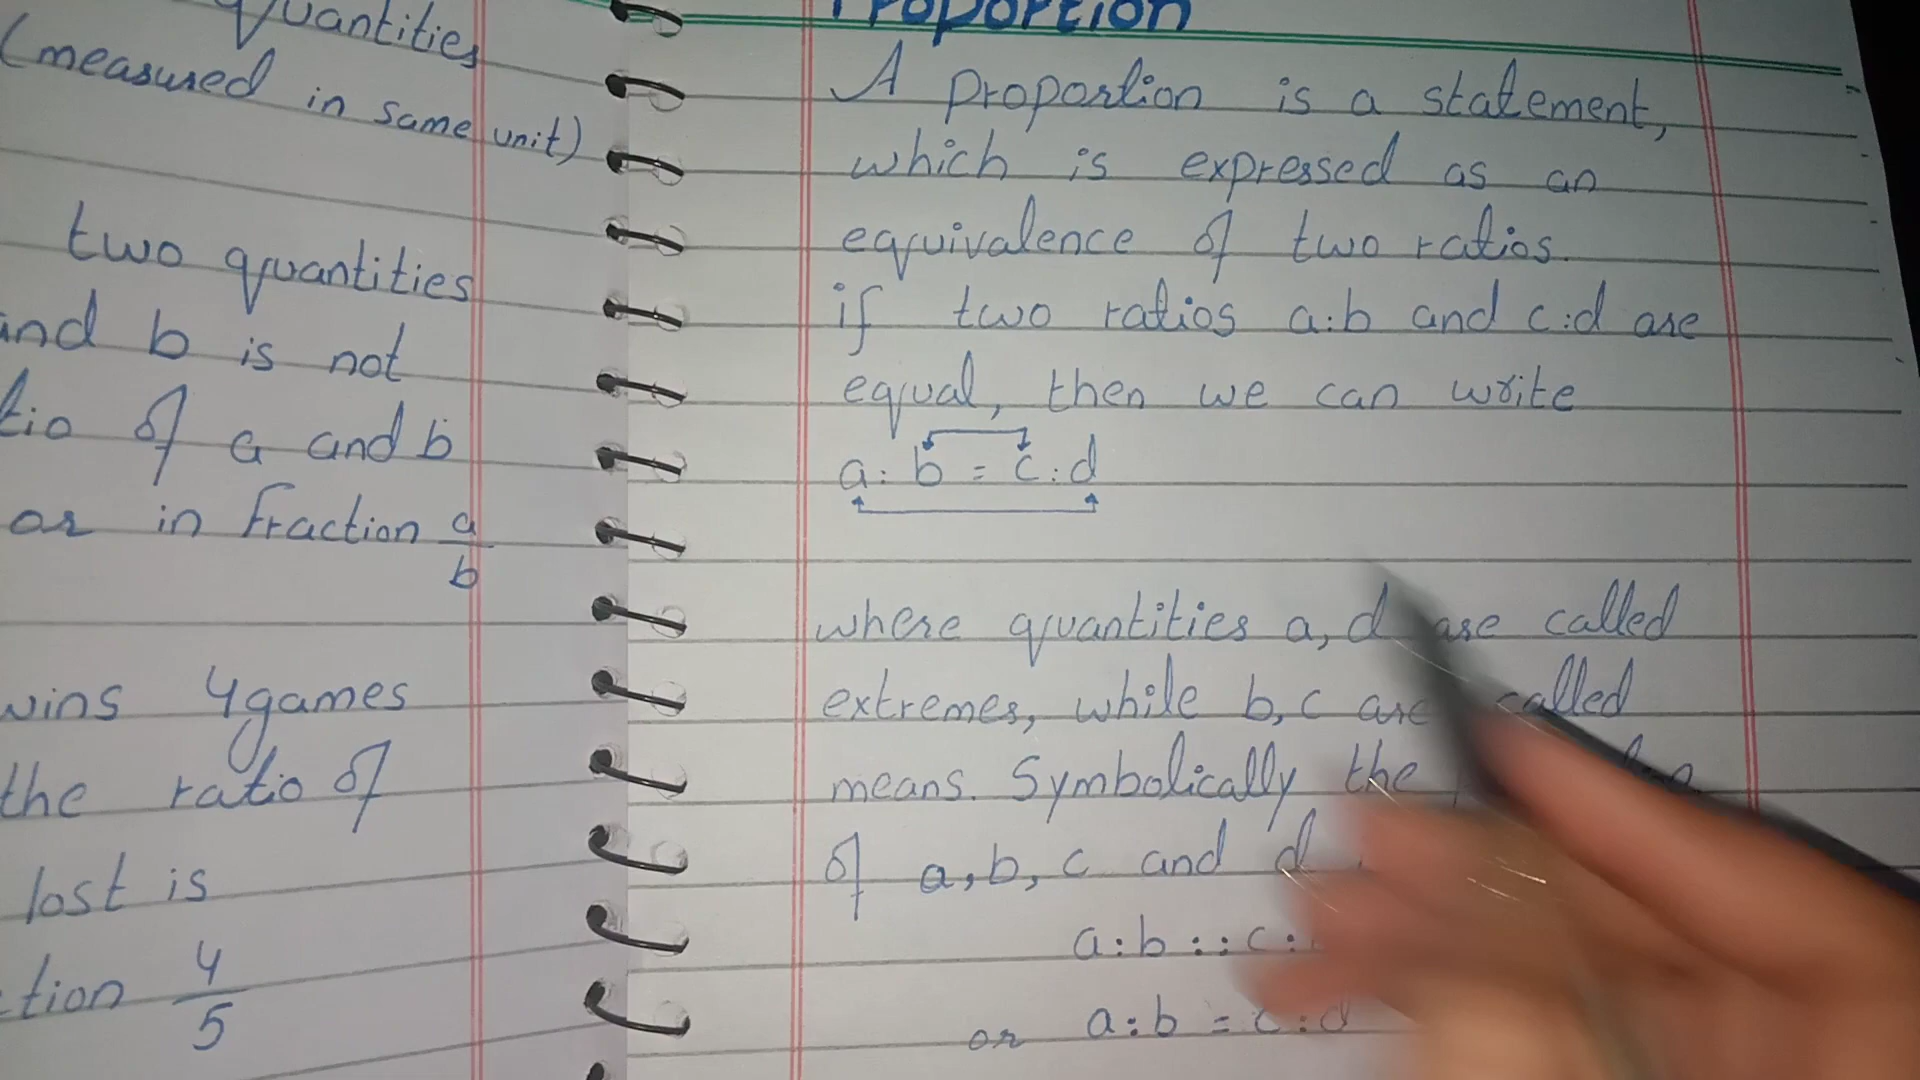 quantities
(measured in same unit)
two quantities
and b is not
of a and b
or in fraction a
b
wins 4games
the ratio of
lost is
4
5
Proportion
A proportion is a statement,
which is expressed as an
equivalence of two ratios.
if two ratios a:b and c:d are
equal, then we can write
a:b = c:d
where quantities a, d are called
extremes, while b, c are called
means. Symbolically the
of a, b, c and d
a:b::c:
or a:b = c:d